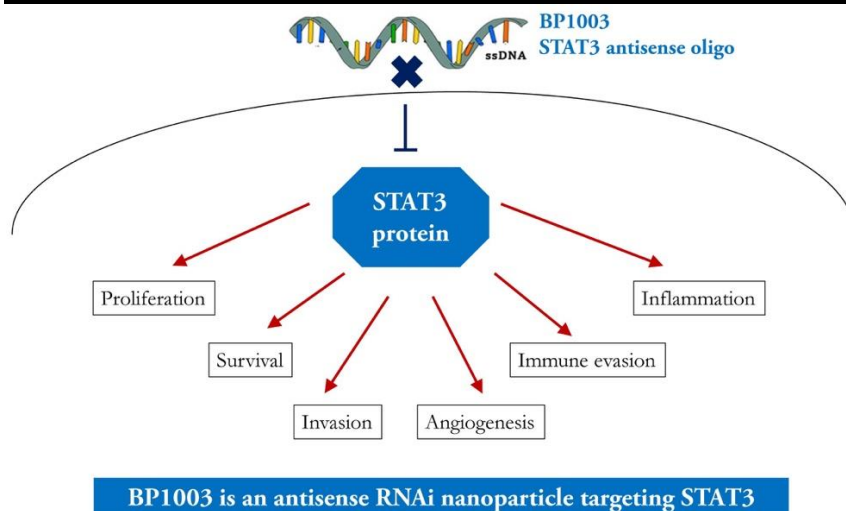 BP1003
STAT3 antisense oligo
ssDNA
STAT3
protein
Proliferation
Inflammation
Survival
Immune evasion
Invasion
Angiogenesis
BP1003 is an antisense RNAi nanoparticle targeting STAT3